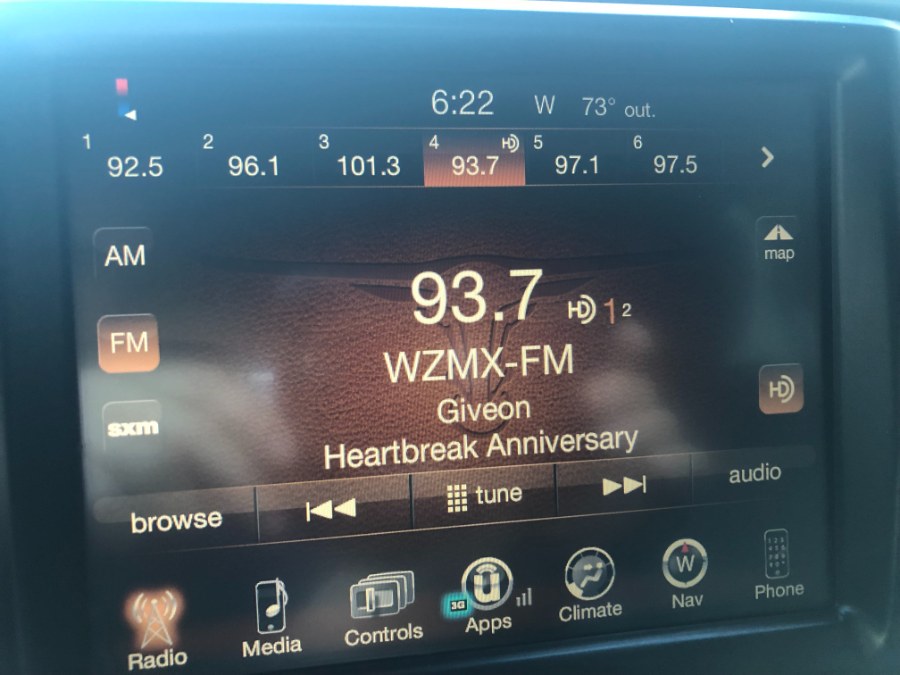 6:22 W 73° out.
1 92.5 2 96.1 3 101.3 4 HD 93.7 5 97.1 6 97.5
AM
map
93.7 HD 1 2
FM
WZMX-FM
HD
Giveon
sxm
Heartbreak Anniversary
browse tune audio
3G
W
Radio Media Controls Apps Climate Nav Phone